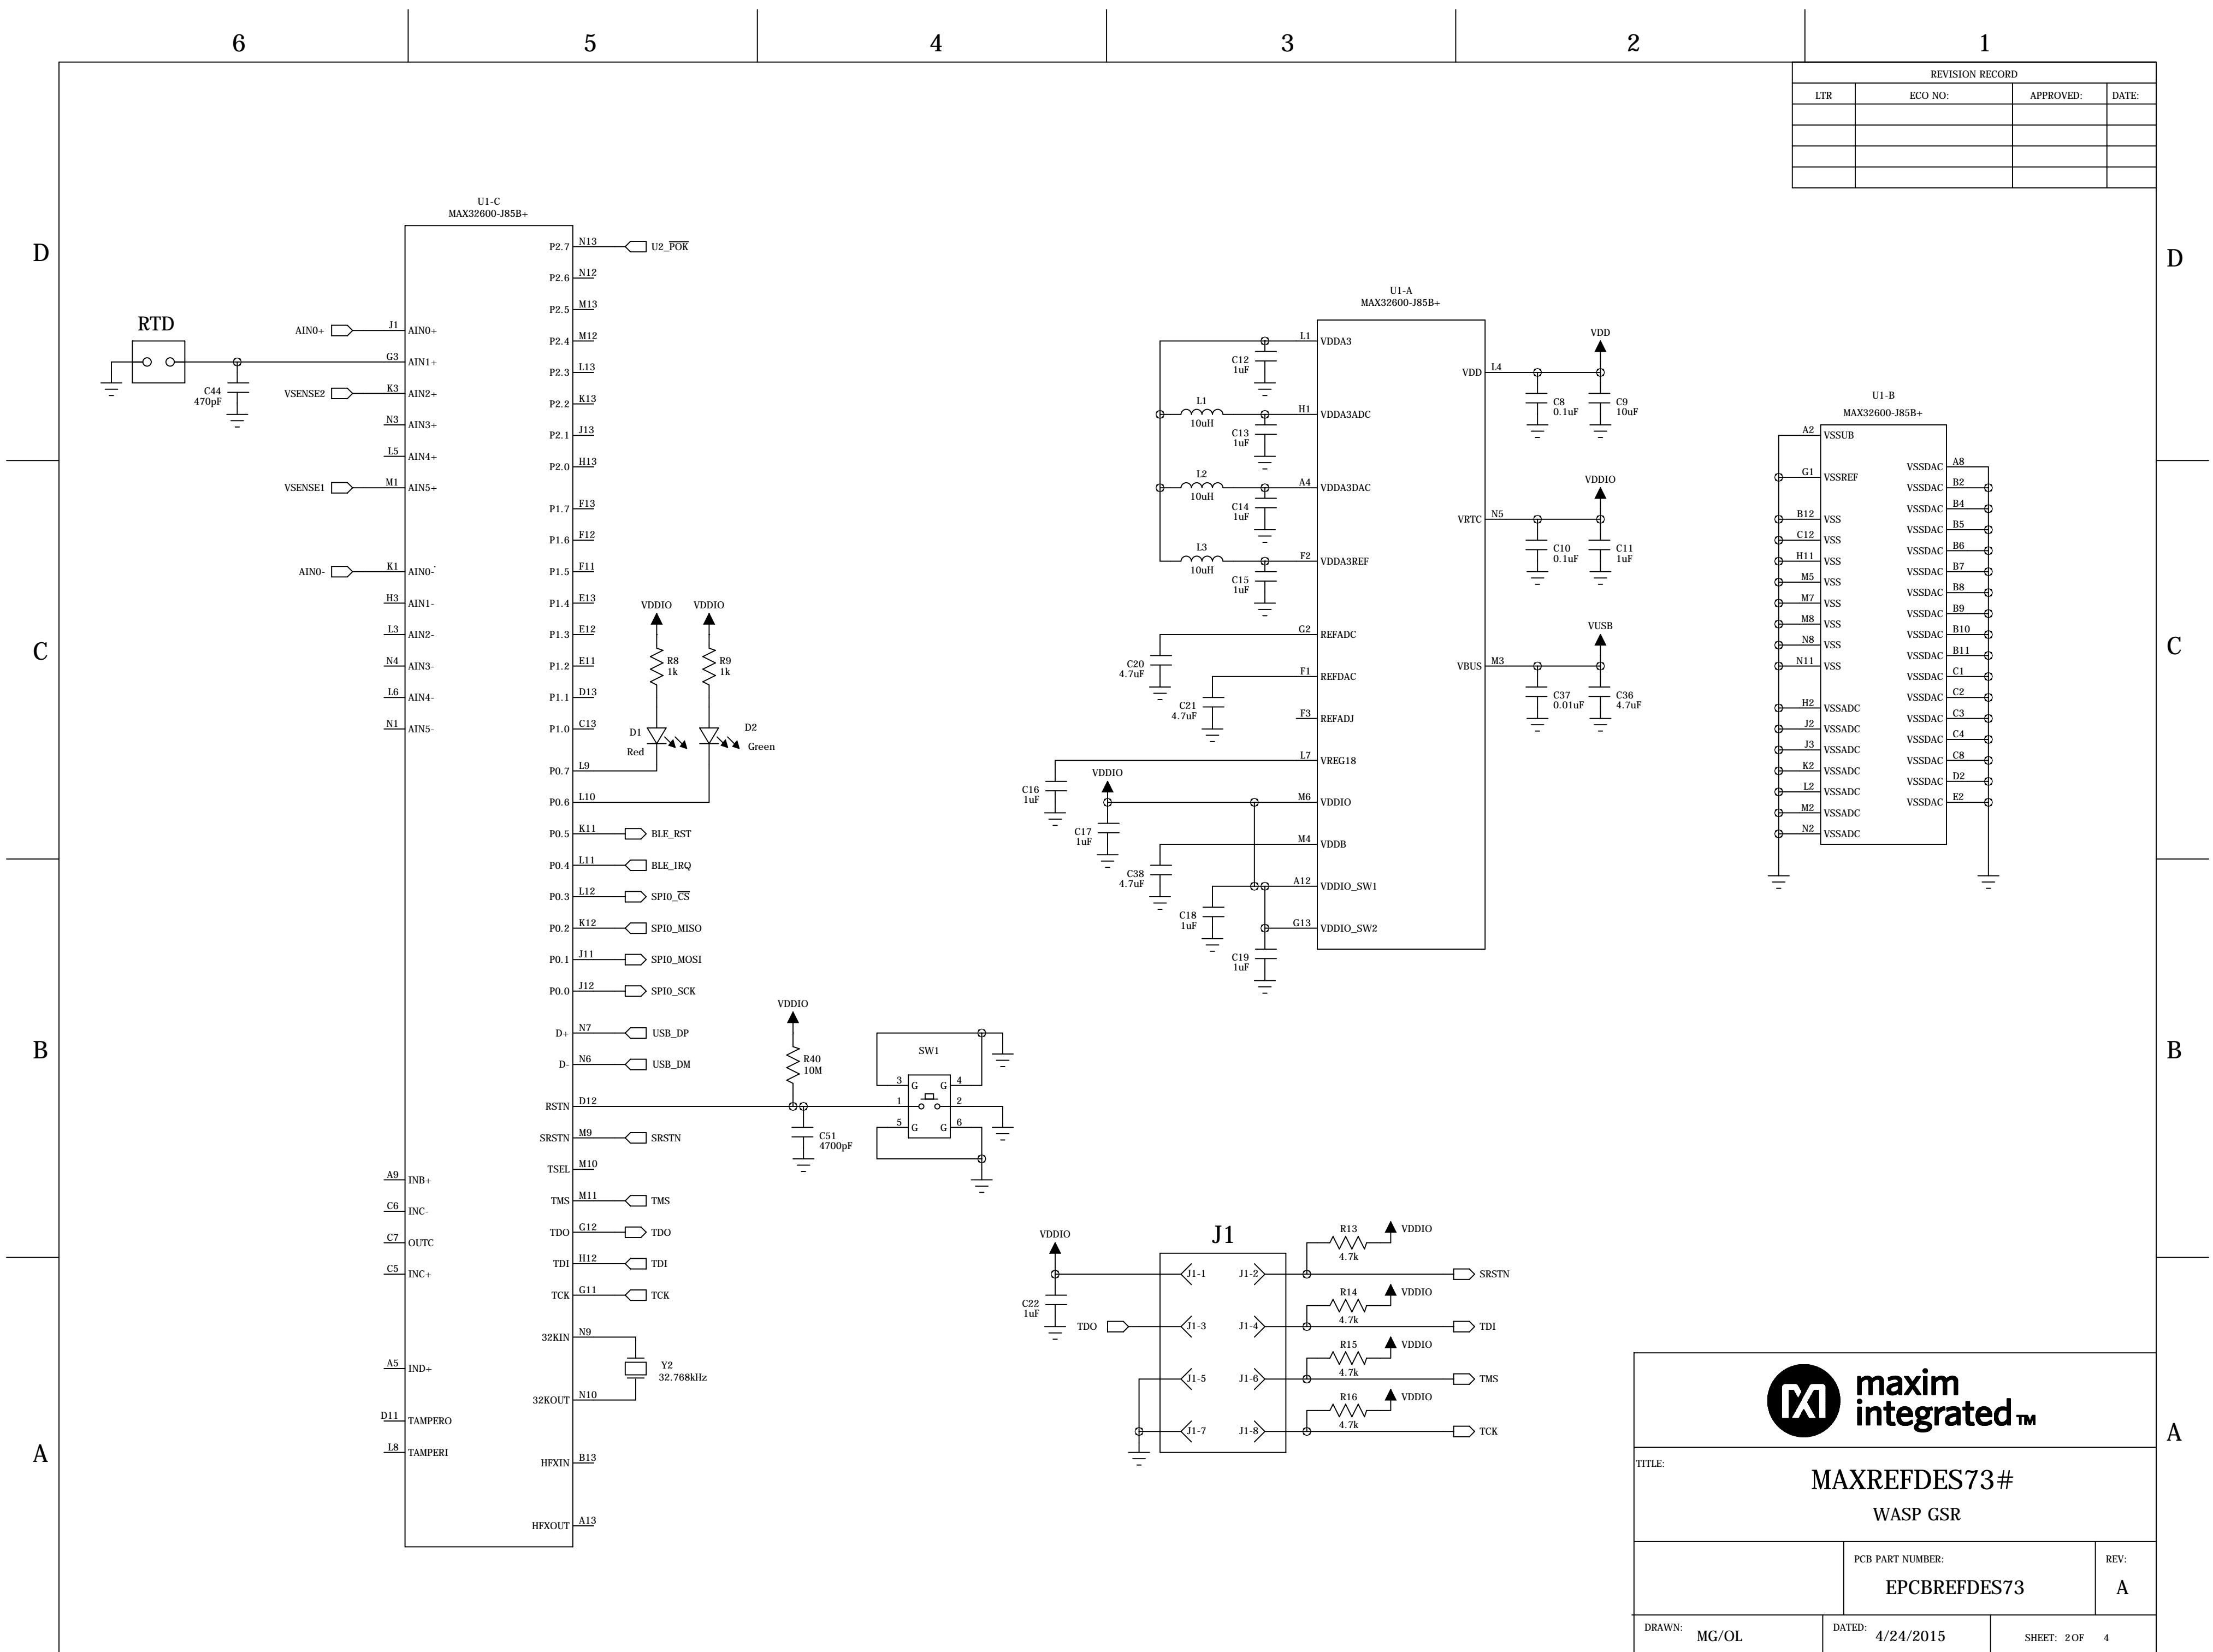 6 5 4 3 2 1
REVISION RECORD
LTR ECO NO: APPROVED: DATE:
D
D
C
C
B
B
A
A
U1-C
MAX32600-J85B+
RTD
C44
470pF
AIN0+ J1 AIN0+
G3 AIN1+
VSENSE2 K3 AIN2+
N3 AIN3+
L5 AIN4+
VSENSE1 M1 AIN5+
AIN0- K1 AIN0-
H3 AIN1-
L3 AIN2-
N4 AIN3-
L6 AIN4-
N1 AIN5-
A9 INB+
C6 INC-
C7 OUTC
C5 INC+
A5 IND+
D11 TAMPERO
L8 TAMPERI
P2.7 N13 U2_POK
P2.6 N12
P2.5 M13
P2.4 M12
P2.3 L13
P2.2 K13
P2.1 J13
P2.0 H13
P1.7 F13
P1.6 F12
P1.5 F11
P1.4 E13
P1.3 E12
P1.2 E11
P1.1 D13
P1.0 C13
P0.7 L9
P0.6 L10
P0.5 K11 BLE_RST
P0.4 L11 BLE_IRQ
P0.3 L12 SPI0_CS
P0.2 K12 SPI0_MISO
P0.1 J11 SPI0_MOSI
P0.0 J12 SPI0_SCK
D+ N7 USB_DP
D- N6 USB_DM
RSTN D12
SRSTN M9 SRSTN
TSEL M10
TMS M11 TMS
TDO G12 TDO
TDI H12 TDI
TCK G11 TCK
32KIN N9
Y2
32.768kHz
32KOUT N10
HFXIN B13
HFXOUT A13
VDDIO VDDIO
R8
1k
R9
1k
D1
Red
D2
Green
VDDIO
R40
10M
C51
4700pF
SW1
3 G G 4
1 2
5 G G 6
U1-A
MAX32600-J85B+
L1 VDDA3
C12
1uF
L1
10uH
H1 VDDA3ADC
C13
1uF
L2
10uH
A4 VDDA3DAC
C14
1uF
L3
10uH
F2 VDDA3REF
C15
1uF
G2 REFADC
C20
4.7uF
F1 REFDAC
C21
4.7uF
F3 REFADJ
L7 VREG18
C16
1uF
VDDIO
M6 VDDIO
C17
1uF
M4 VDDB
C38
4.7uF
A12 VDDIO_SW1
C18
1uF
G13 VDDIO_SW2
C19
1uF
VDD
VDD L4
C8
0.1uF
C9
10uF
VDDIO
VRTC N5
C10
0.1uF
C11
1uF
VUSB
VBUS M3
C37
0.01uF
C36
4.7uF
U1-B
MAX32600-J85B+
A2 VSSUB
G1 VSSREF
B12 VSS
C12 VSS
H11 VSS
M5 VSS
M7 VSS
M8 VSS
N8 VSS
N11 VSS
H2 VSSADC
J2 VSSADC
J3 VSSADC
K2 VSSADC
L2 VSSADC
M2 VSSADC
N2 VSSADC
VSSDAC A8
VSSDAC B2
VSSDAC B4
VSSDAC B5
VSSDAC B6
VSSDAC B7
VSSDAC B8
VSSDAC B9
VSSDAC B10
VSSDAC B11
VSSDAC C1
VSSDAC C2
VSSDAC C3
VSSDAC C4
VSSDAC C8
VSSDAC D2
VSSDAC E2
J1
VDDIO
C22
1uF
J1-1 J1-2
TDO J1-3 J1-4
J1-5 J1-6
J1-7 J1-8
R13
4.7k
VDDIO
SRSTN
R14
4.7k
VDDIO
TDI
R15
4.7k
VDDIO
TMS
R16
4.7k
VDDIO
TCK
maxim
integrated™
TITLE:
MAXREFDES73#
WASP GSR
PCB PART NUMBER:
EPCBREFDES73
REV:
A
DRAWN: MG/OL
DATED: 4/24/2015
SHEET: 2 OF 4